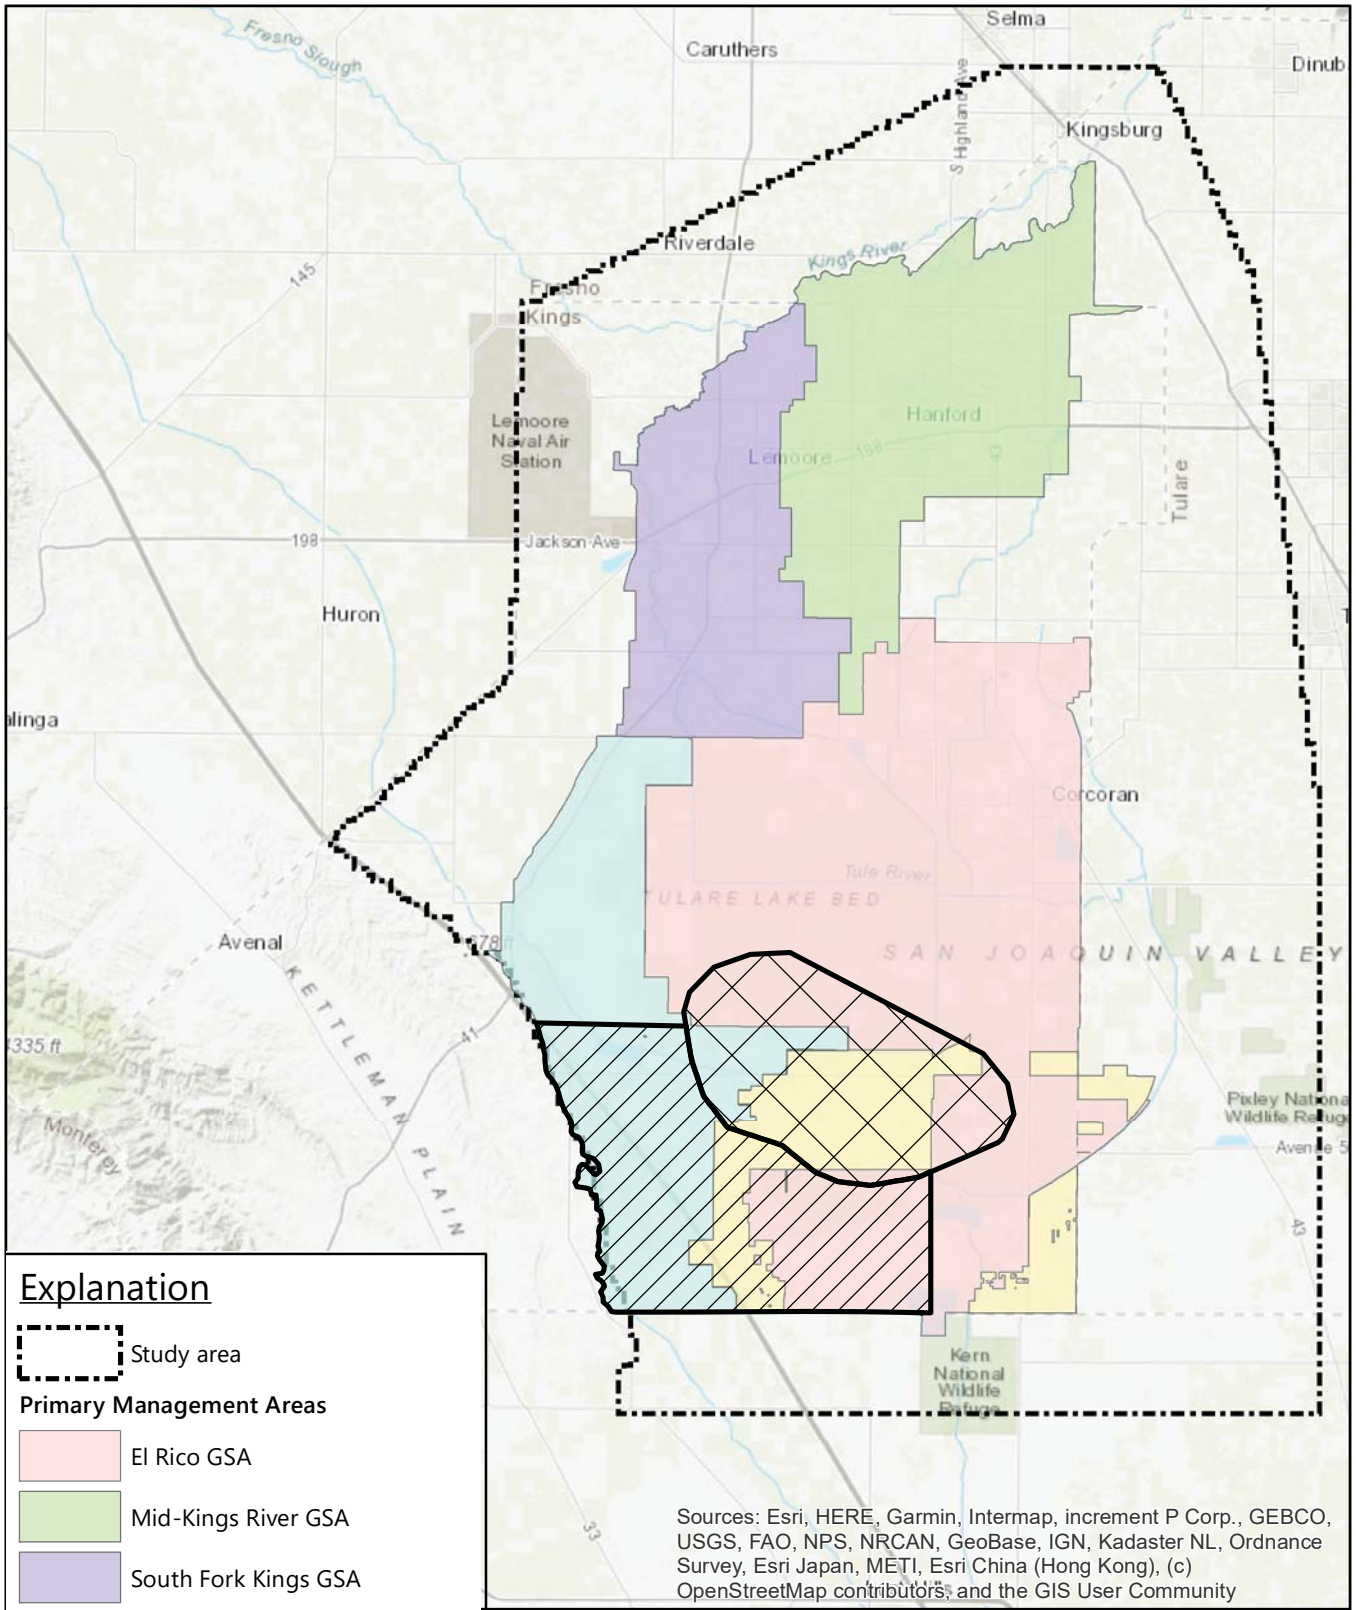 Selma
Caruthers
Fresno Slough
Dinub
S Highland Ave
Kingsburg
Riverdale
Kings River
145
Fresno
Kings
Hanford
Lemoore
Naval Air
Station
Lemoore
198
43
Tulare
198
Jackson Ave
Huron
alinga
Corcoran
Tule River
TULARE LAKE BED
Avenal
678 ft
SAN JOAQUIN VALLEY
KETTLEMAN PLAIN
41
4335 ft
Monterey
Pixley Nationa
Wildlife Refug
Avenue 5
43
Kern
National
Wildlife
Refuge
33
Explanation
Study area
Primary Management Areas
El Rico GSA
Mid-Kings River GSA
South Fork Kings GSA
Sources: Esri, HERE, Garmin, Intermap, increment P Corp., GEBCO,
USGS, FAO, NPS, NRCAN, GeoBase, IGN, Kadaster NL, Ordnance
Survey, Esri Japan, METI, Esri China (Hong Kong), (c)
OpenStreetMap contributors, and the GIS User Community